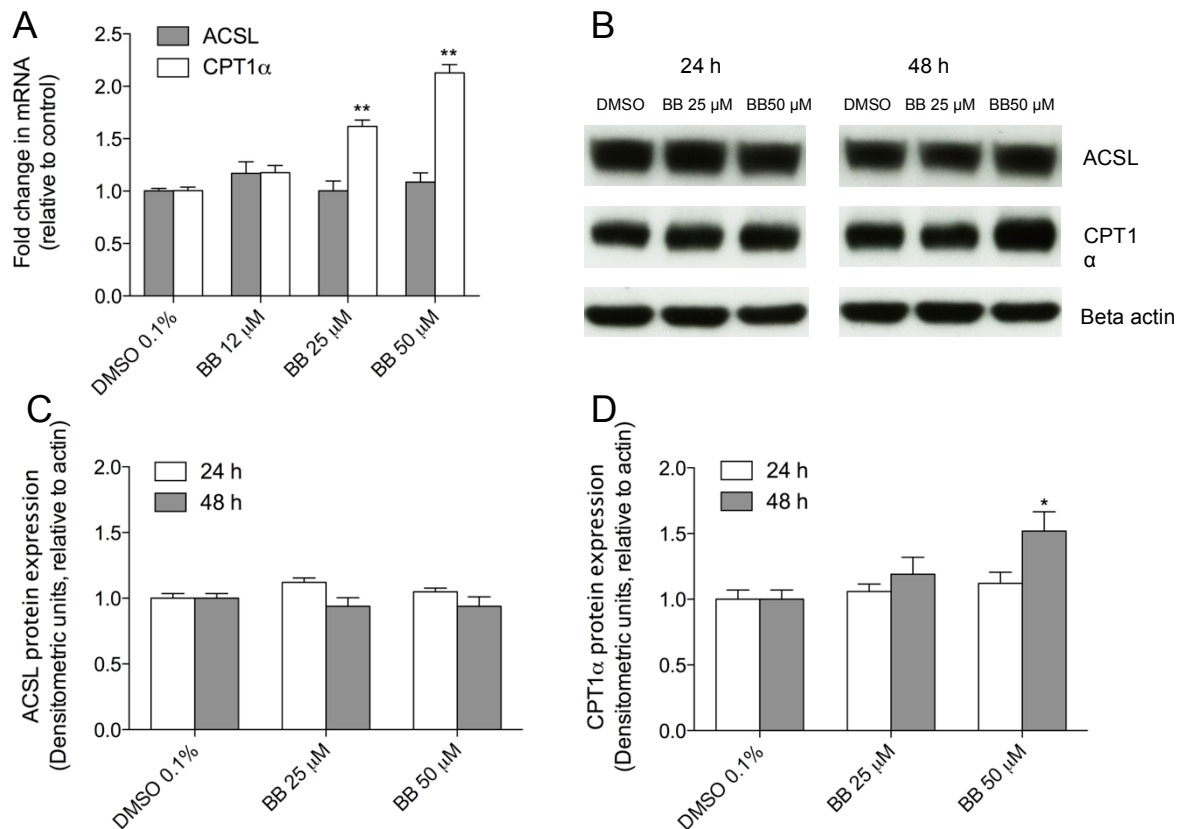 A
Fold change in mRNA
(relative to control)
2.5
2.0
1.5
1.0
0.5
0.0
ACSL
CPT1α
**
**
DMSO 0.1%
BB 12 μM
BB 25 μM
BB 50 μM
B
24 h
48 h
DMSO BB 25 μM BB50 μM
DMSO BB 25 μM BB50 μM
ACSL
CPT1
α
Beta actin
C
ACSL protein expression
(Densitometric units, relative to actin)
2.0
1.5
1.0
0.5
0.0
24 h
48 h
DMSO 0.1%
BB 25 μM
BB 50 μM
D
CPT1α protein expression
(Densitometric units, relative to actin)
2.0
1.5
1.0
0.5
0.0
24 h
48 h
*
DMSO 0.1%
BB 25 μM
BB 50 μM